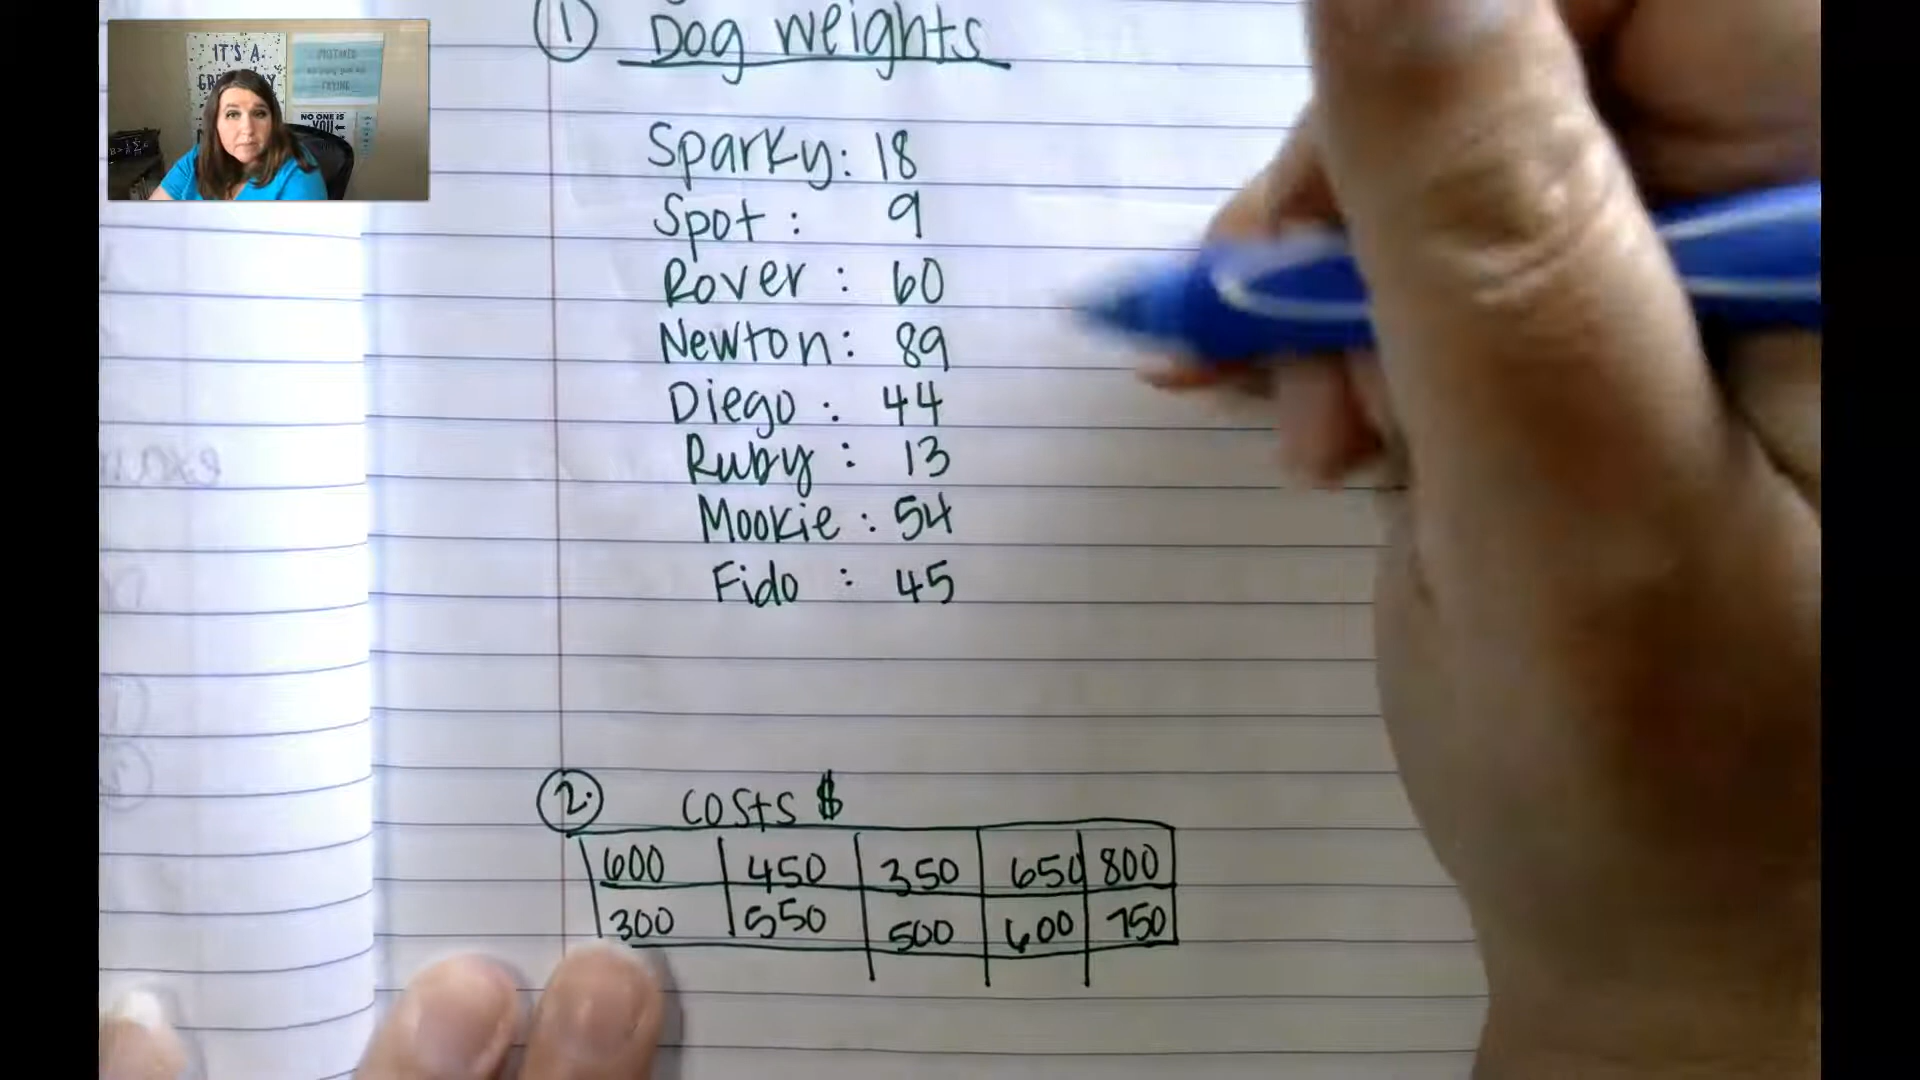 IT'S A
NO ONE IS
YOU
1 Dog weights
Sparky: 18
Spot: 9
Rover: 60
Newton: 89
Diego: 44
Ruby: 13
Mookie: 54
Fido: 45
2. Costs $
600 450 350 650 800
300 550 500 600 750